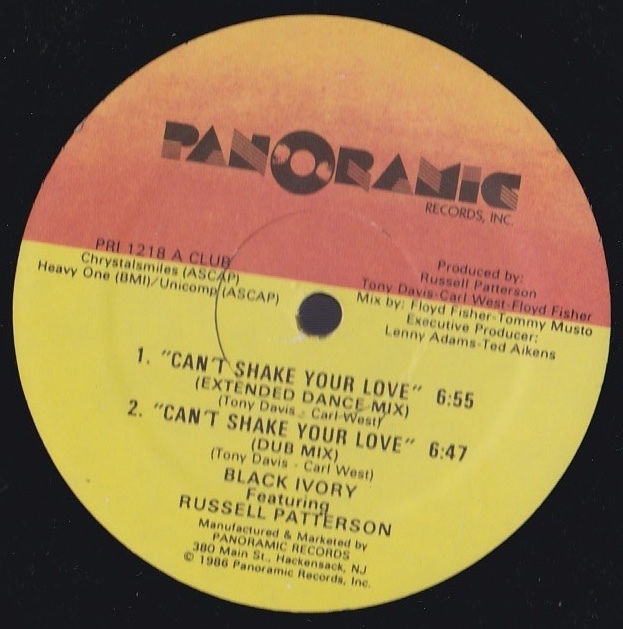 PANORAMIC
RECORDS, INC.
PRI 1218 A CLUB
Chrystalsmiles (ASCAP)
Heavy One (BMI)/Unicomp (ASCAP)
Produced by:
Russell Patterson
Tony Davis-Carl West-Floyd Fisher
Mix by: Floyd Fisher-Tommy Musto
Executive Producer:
Lenny Adams-Ted Aikens
1. "CAN'T SHAKE YOUR LOVE" 6:55
(EXTENDED DANCE MIX)
(Tony Davis - Carl West)
2. "CAN'T SHAKE YOUR LOVE" 6:47
(DUB MIX)
(Tony Davis - Carl West)
BLACK IVORY
Featuring
RUSSELL PATTERSON
Manufactured & Marketed by
PANORAMIC RECORDS
380 Main St., Hackensack, NJ
© 1986 Panoramic Records, Inc.